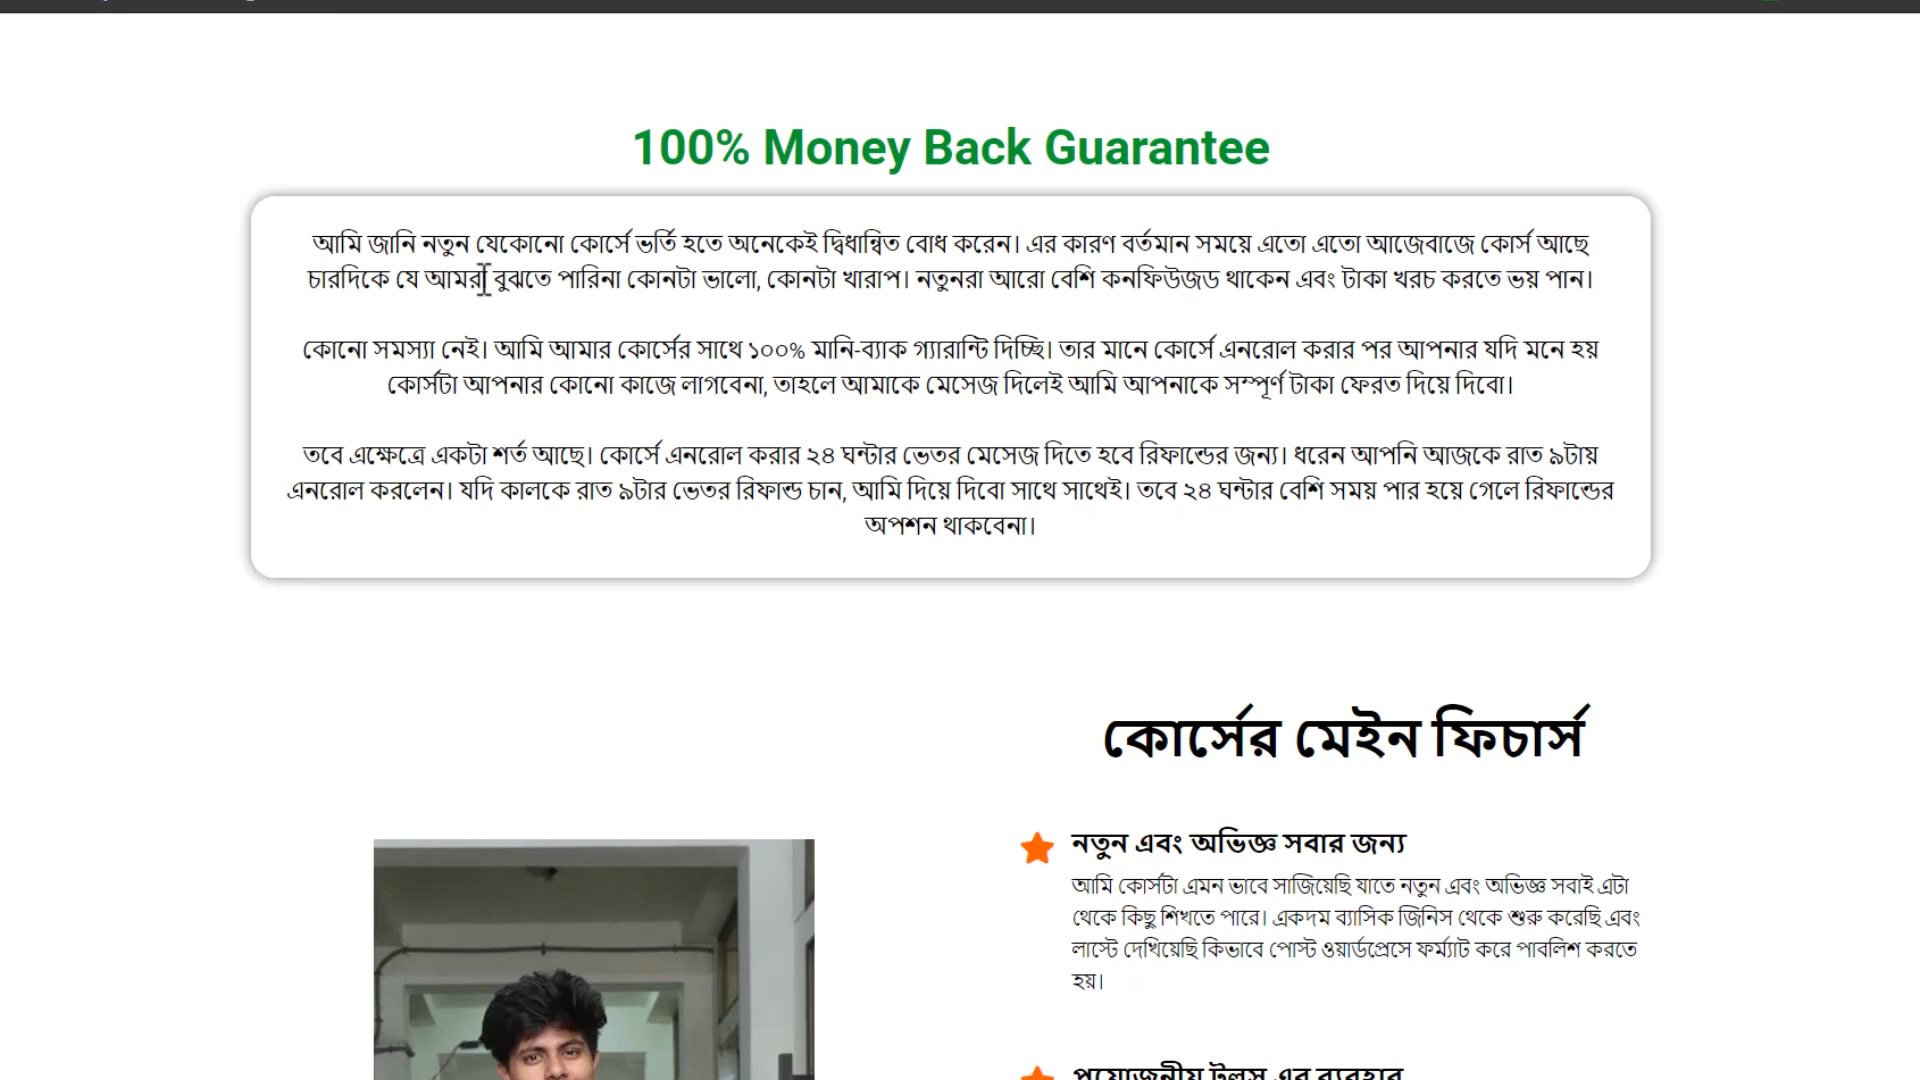 100% Money Back Guarantee
আমি জানি নতুন যেকোনো কোর্সে ভর্তি হতে অনেকেই দ্বিধান্বিত বোধ করেন। এর কারণ বর্তমান সময়ে এতো এতো আজেবাজে কোর্স আছে
চারদিকে যে আমরা বুঝতে পারিনা কোনটা ভালো, কোনটা খারাপ। নতুনরা আরো বেশি কনফিউজড থাকেন এবং টাকা খরচ করতে ভয় পান।
কোনো সমস্যা নেই। আমি আমার কোর্সের সাথে ১০০% মানি-ব্যাক গ্যারান্টি দিচ্ছি। তার মানে কোর্সে এনরোল করার পর আপনার যদি মনে হয়
কোর্সটা আপনার কোনো কাজে লাগবেনা, তাহলে আমাকে মেসেজ দিলেই আমি আপনাকে সম্পূর্ণ টাকা ফেরত দিয়ে দিবো।
তবে এক্ষেত্রে একটা শর্ত আছে। কোর্সে এনরোল করার ২৪ ঘন্টার ভেতর মেসেজ দিতে হবে রিফান্ডের জন্য। ধরেন আপনি আজকে রাত ৯টায়
এনরোল করলেন। যদি কালকে রাত ৯টার ভেতর রিফান্ড চান, আমি দিয়ে দিবো সাথে সাথেই। তবে ২৪ ঘন্টার বেশি সময় পার হয়ে গেলে রিফান্ডের
অপশন থাকবেনা।
কোর্সের মেইন ফিচার্স
নতুন এবং অভিজ্ঞ সবার জন্য
আমি কোর্সটা এমন ভাবে সাজিয়েছি যাতে নতুন এবং অভিজ্ঞ সবাই এটা
থেকে কিছু শিখতে পারে। একদম ব্যাসিক জিনিস থেকে শুরু করেছি এবং
লাস্টে দেখিয়েছি কিভাবে পোস্ট ওয়ার্ডপ্রেসে ফর্ম্যাট করে পাবলিশ করতে
হয়।
প্রয়োজনীয় টুলস এর ব্যবহার